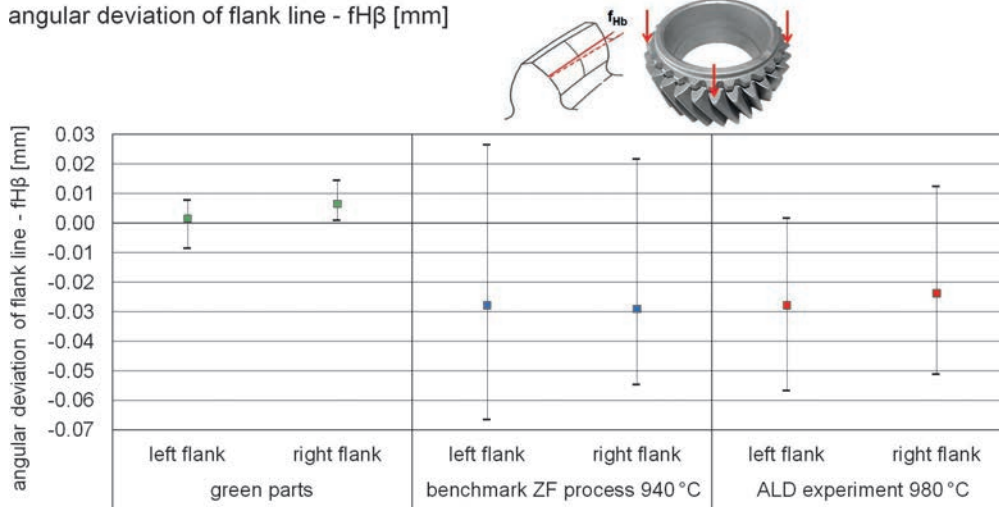 angular deviation of flank line - fHβ [mm]
fHb
angular deviation of flank line - fHβ [mm]
0.03
0.02
0.01
0.00
-0.01
-0.02
-0.03
-0.04
-0.05
-0.06
-0.07
left flank right flank left flank right flank left flank right flank
green parts benchmark ZF process 940 °C ALD experiment 980 °C